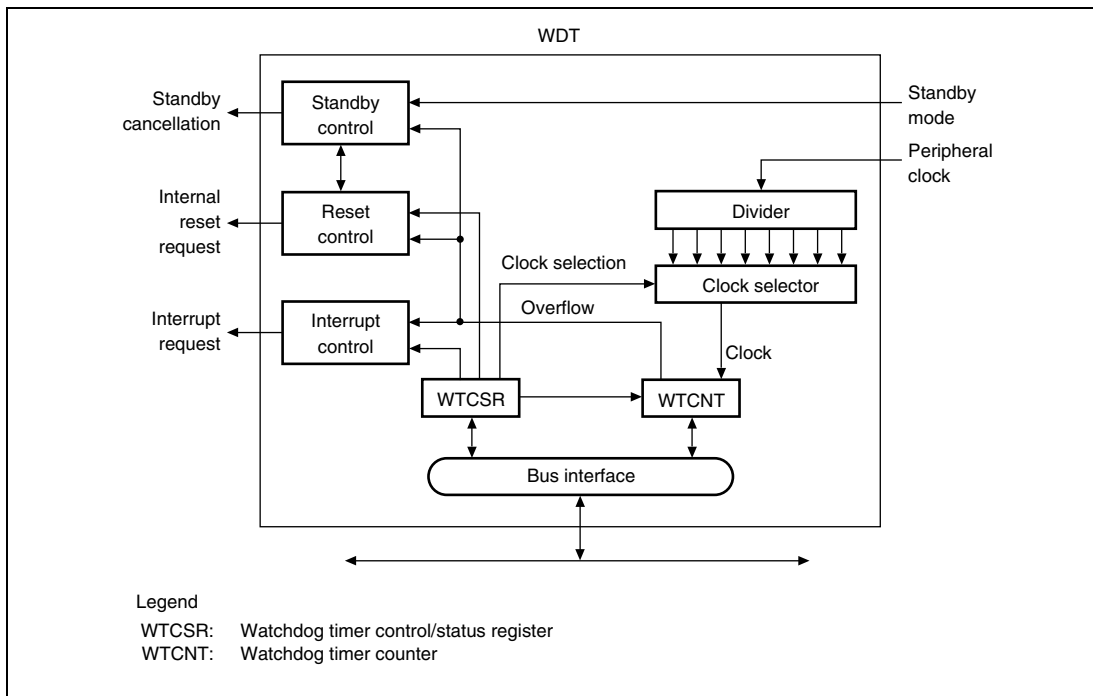 WDT
Standby
cancellation
Standby
control
Standby
mode
Peripheral
clock
Internal
reset
request
Reset
control
Divider
Clock selection
Clock selector
Overflow
Interrupt
request
Interrupt
control
Clock
WTCSR
WTCNT
Bus interface
Legend
WTCSR: Watchdog timer control/status register
WTCNT: Watchdog timer counter